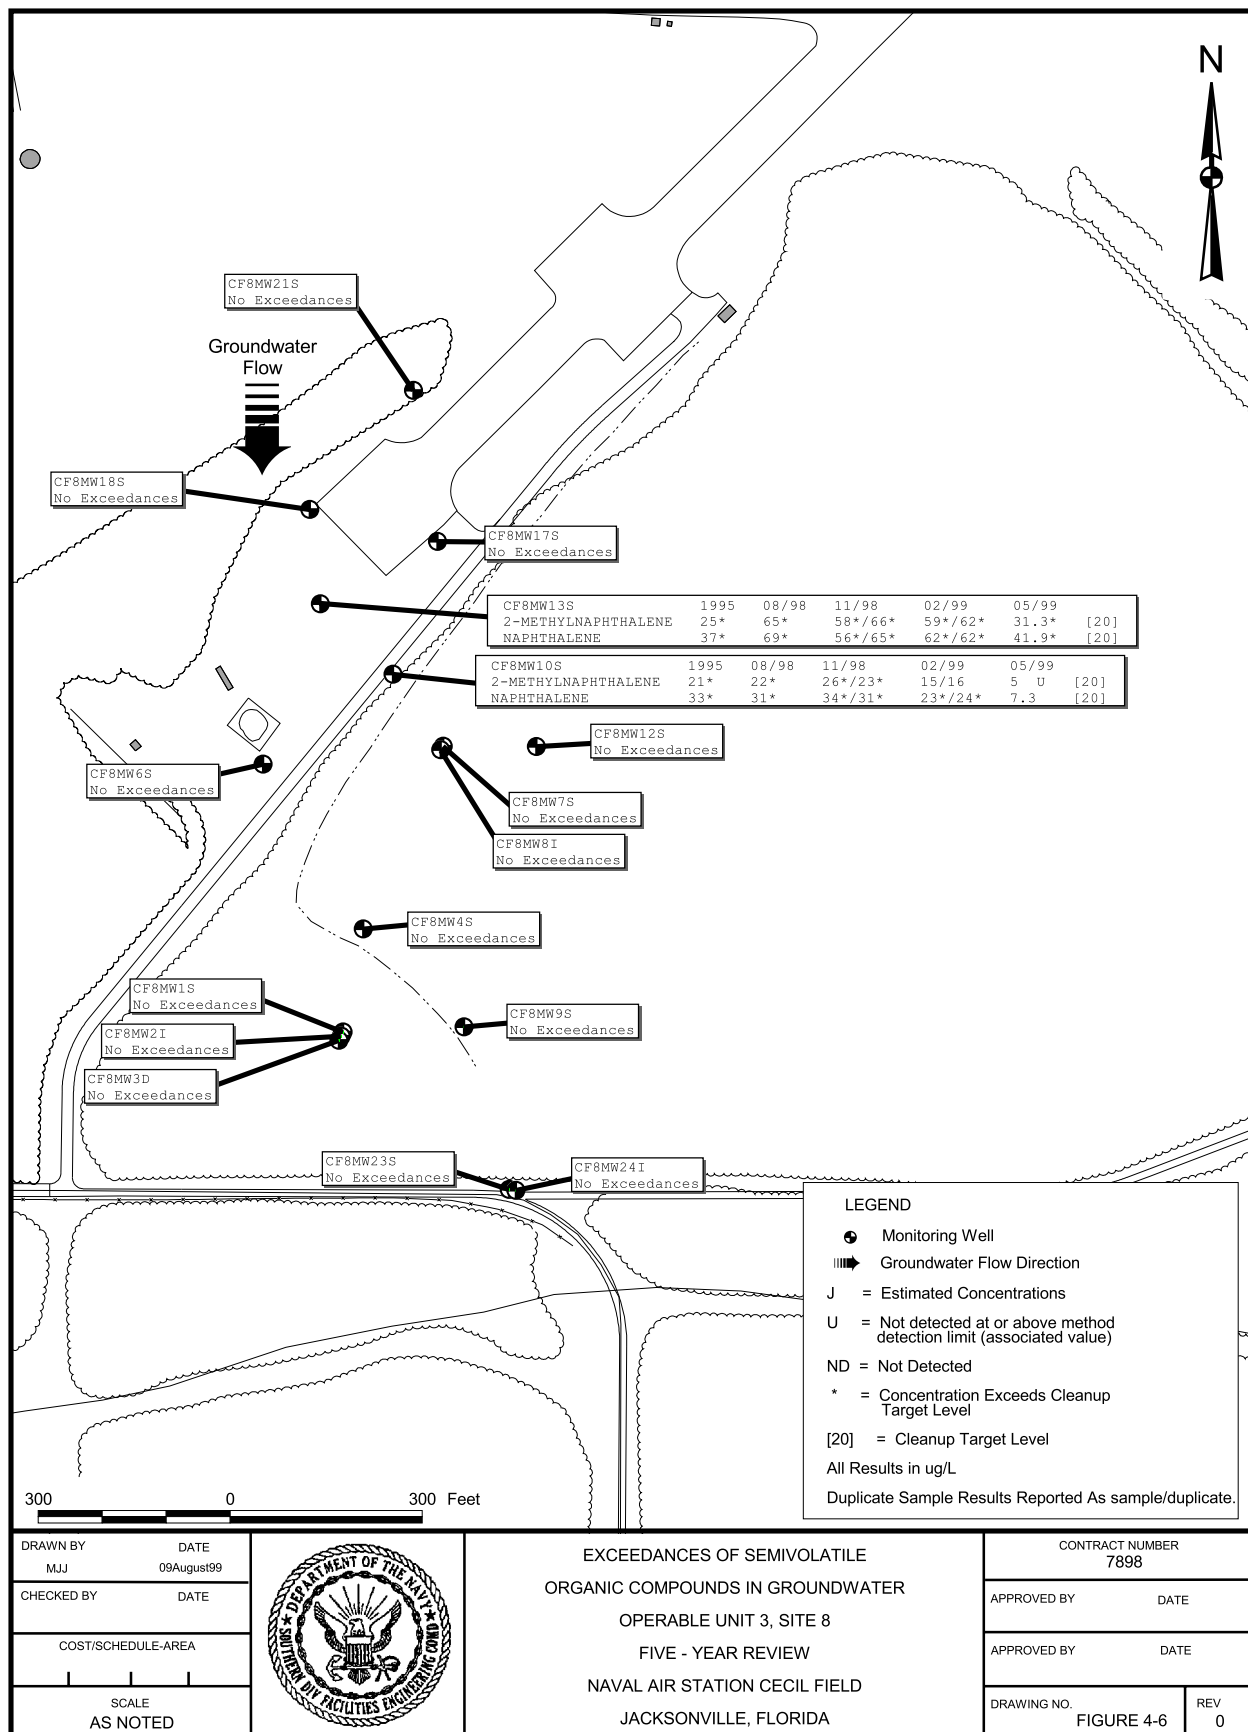 N
CF8MW21S
No Exceedances
Groundwater
Flow
CF8MW18S
No Exceedances
CF8MW17S
No Exceedances
CF8MW13S 1995 08/98 11/98 02/99 05/99
2-METHYLNAPHTHALENE 25* 65* 58*/66* 59*/62* 31.3* [20]
NAPHTHALENE 37* 69* 56*/65* 62*/62* 41.9* [20]
CF8MW10S 1995 08/98 11/98 02/99 05/99
2-METHYLNAPHTHALENE 21* 22* 26*/23* 15/16 5 U [20]
NAPHTHALENE 33* 31* 34*/31* 23*/24* 7.3 [20]
CF8MW12S
No Exceedances
CF8MW6S
No Exceedances
CF8MW7S
No Exceedances
CF8MW8I
No Exceedances
CF8MW4S
No Exceedances
CF8MW1S
No Exceedances
CF8MW9S
No Exceedances
CF8MW2I
No Exceedances
CF8MW3D
No Exceedances
CF8MW23S
No Exceedances
CF8MW24I
No Exceedances
LEGEND
Monitoring Well
Groundwater Flow Direction
J = Estimated Concentrations
U = Not detected at or above method
detection limit (associated value)
ND = Not Detected
* = Concentration Exceeds Cleanup
Target Level
[20] = Cleanup Target Level
All Results in ug/L
Duplicate Sample Results Reported As sample/duplicate.
300 0 300 Feet
DRAWN BY DATE
MJJ 09August99
CHECKED BY DATE
COST/SCHEDULE-AREA
SCALE
AS NOTED
DEPARTMENT OF THE NAVY
SOUTHERN DIV FACILITIES ENGINEERING COMD
EXCEEDANCES OF SEMIVOLATILE
ORGANIC COMPOUNDS IN GROUNDWATER
OPERABLE UNIT 3, SITE 8
FIVE - YEAR REVIEW
NAVAL AIR STATION CECIL FIELD
JACKSONVILLE, FLORIDA
CONTRACT NUMBER
7898
APPROVED BY DATE
APPROVED BY DATE
DRAWING NO.
FIGURE 4-6
REV
0